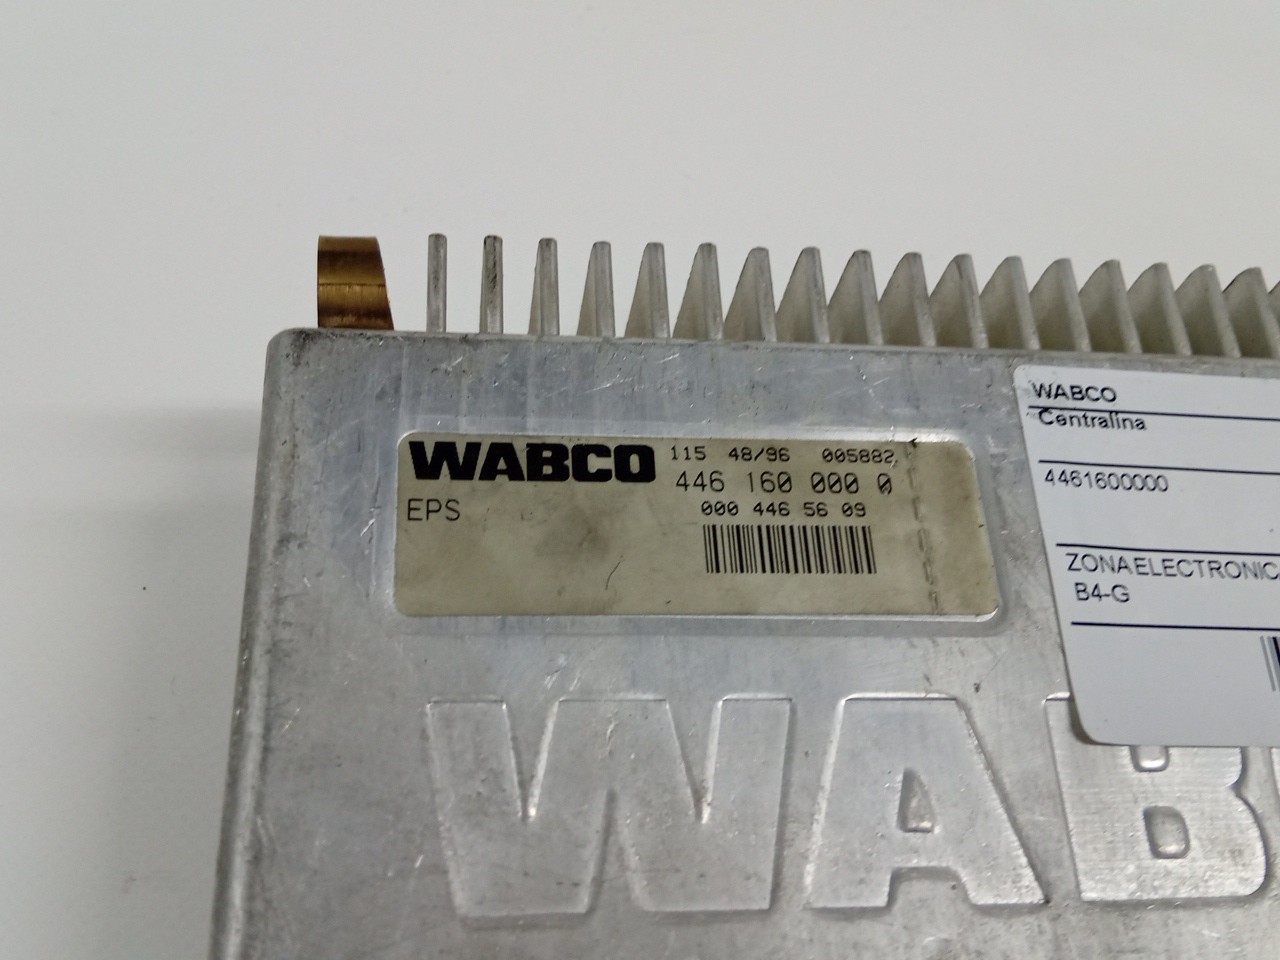 WABCO 115 48/96 005882
446 160 000 0
EPS 000 446 56 09
WABCO
Centralina
4461600000
ZONAELECTRONICA
B4-G
WAB